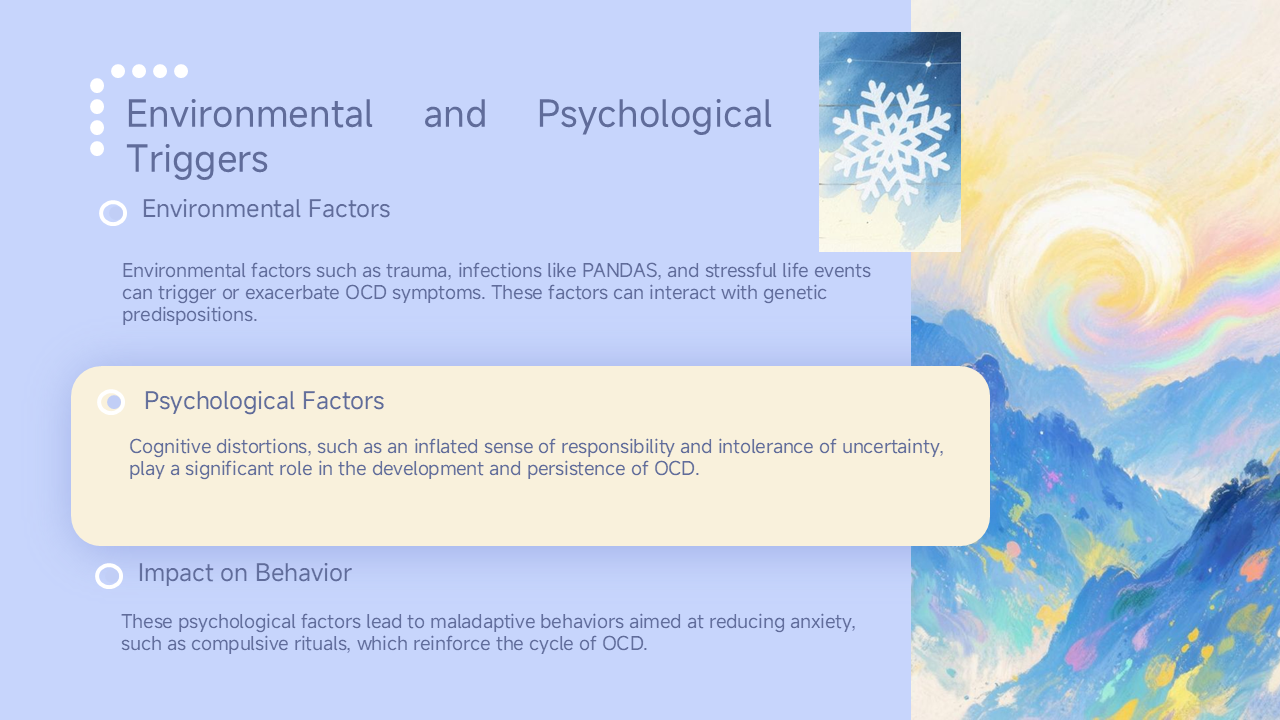 Environmental and Psychological
Triggers
Environmental Factors
Environmental factors such as trauma, infections like PANDAS, and stressful life events
can trigger or exacerbate OCD symptoms. These factors can interact with genetic
predispositions.
Psychological Factors
Cognitive distortions, such as an inflated sense of responsibility and intolerance of uncertainty,
play a significant role in the development and persistence of OCD.
Impact on Behavior
These psychological factors lead to maladaptive behaviors aimed at reducing anxiety,
such as compulsive rituals, which reinforce the cycle of OCD.